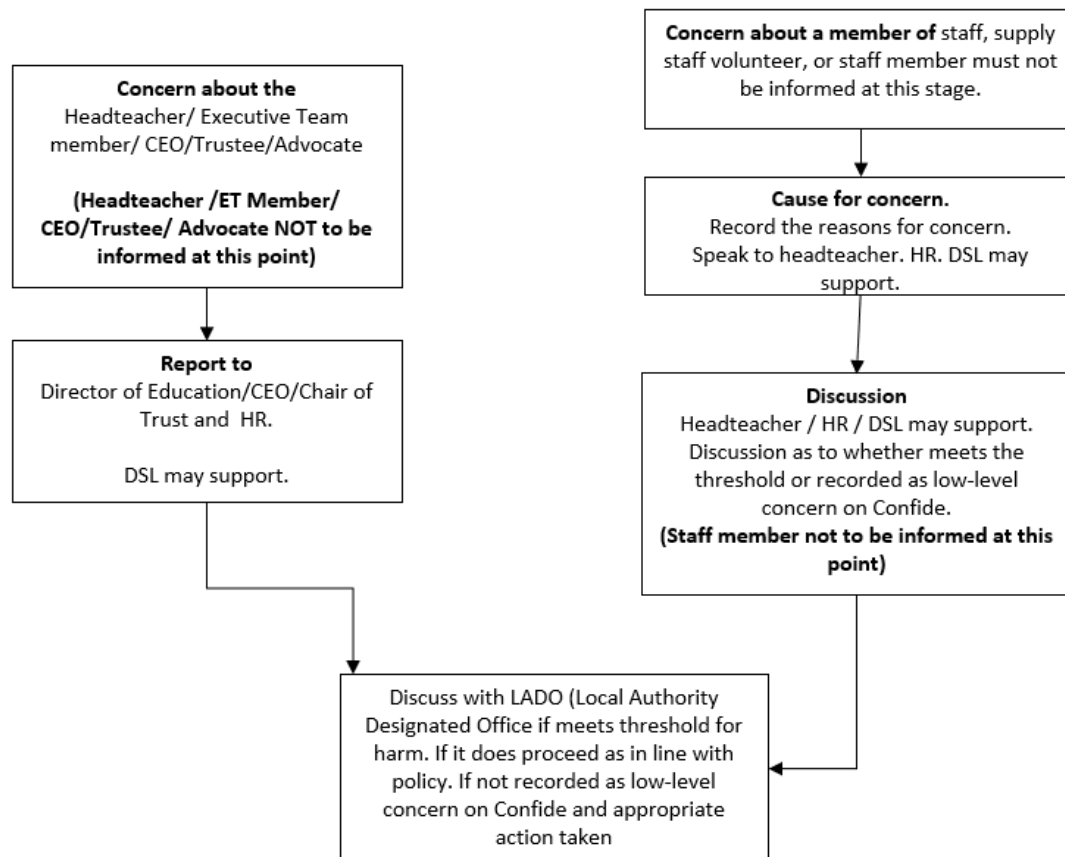 Concern about the
Headteacher/ Executive Team
member/ CEO/Trustee/Advocate
(Headteacher /ET Member/
CEO/Trustee/ Advocate NOT to be
informed at this point)
Report to
Director of Education/CEO/Chair of
Trust and  HR.
DSL may support.
Concern about a member of staff, supply
staff volunteer, or staff member must not
be informed at this stage.
Cause for concern.
Record the reasons for concern.
Speak to headteacher. HR. DSL may
support.
Discussion
Headteacher / HR / DSL may support.
Discussion as to whether meets the
threshold or recorded as low-level
concern on Confide.
(Staff member not to be informed at this
point)
Discuss with LADO (Local Authority
Designated Office if meets threshold for
harm. If it does proceed as in line with
policy. If not recorded as low-level
concern on Confide and appropriate
action taken